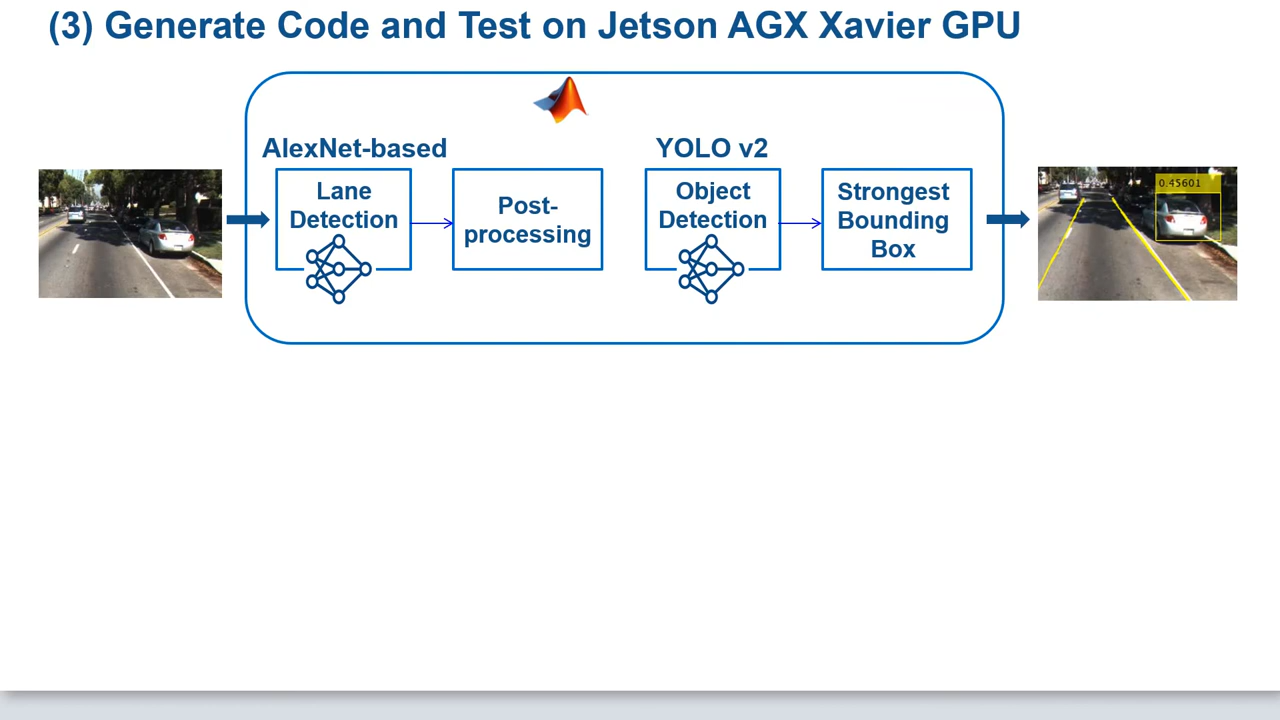 (3) Generate Code and Test on Jetson AGX Xavier GPU
AlexNet-based
Lane
Detection
Post-
processing
YOLO v2
Object
Detection
Strongest
Bounding
Box
0.45601